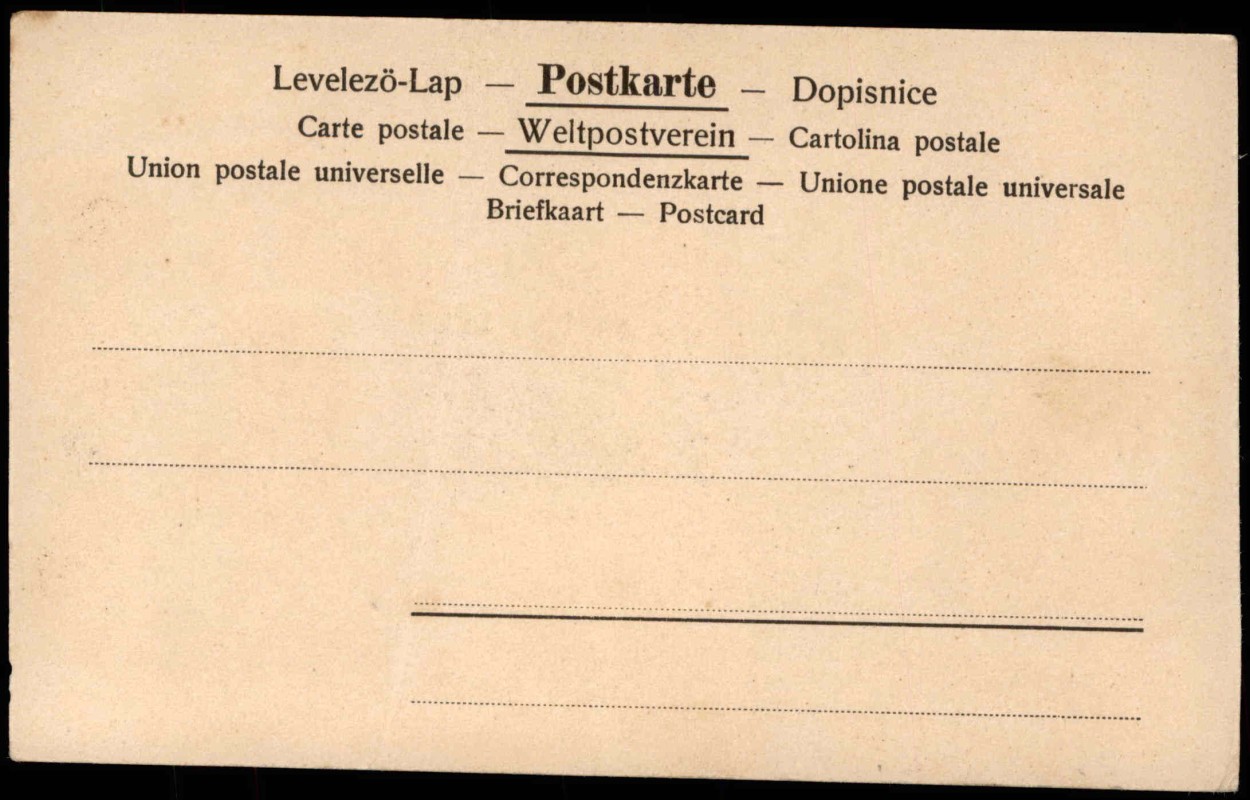 Levelezö-Lap — Postkarte — Dopisnice
Carte postale — Weltpostverein — Cartolina postale
Union postale universelle — Correspondenzkarte — Unione postale universale
Briefkaart — Postcard